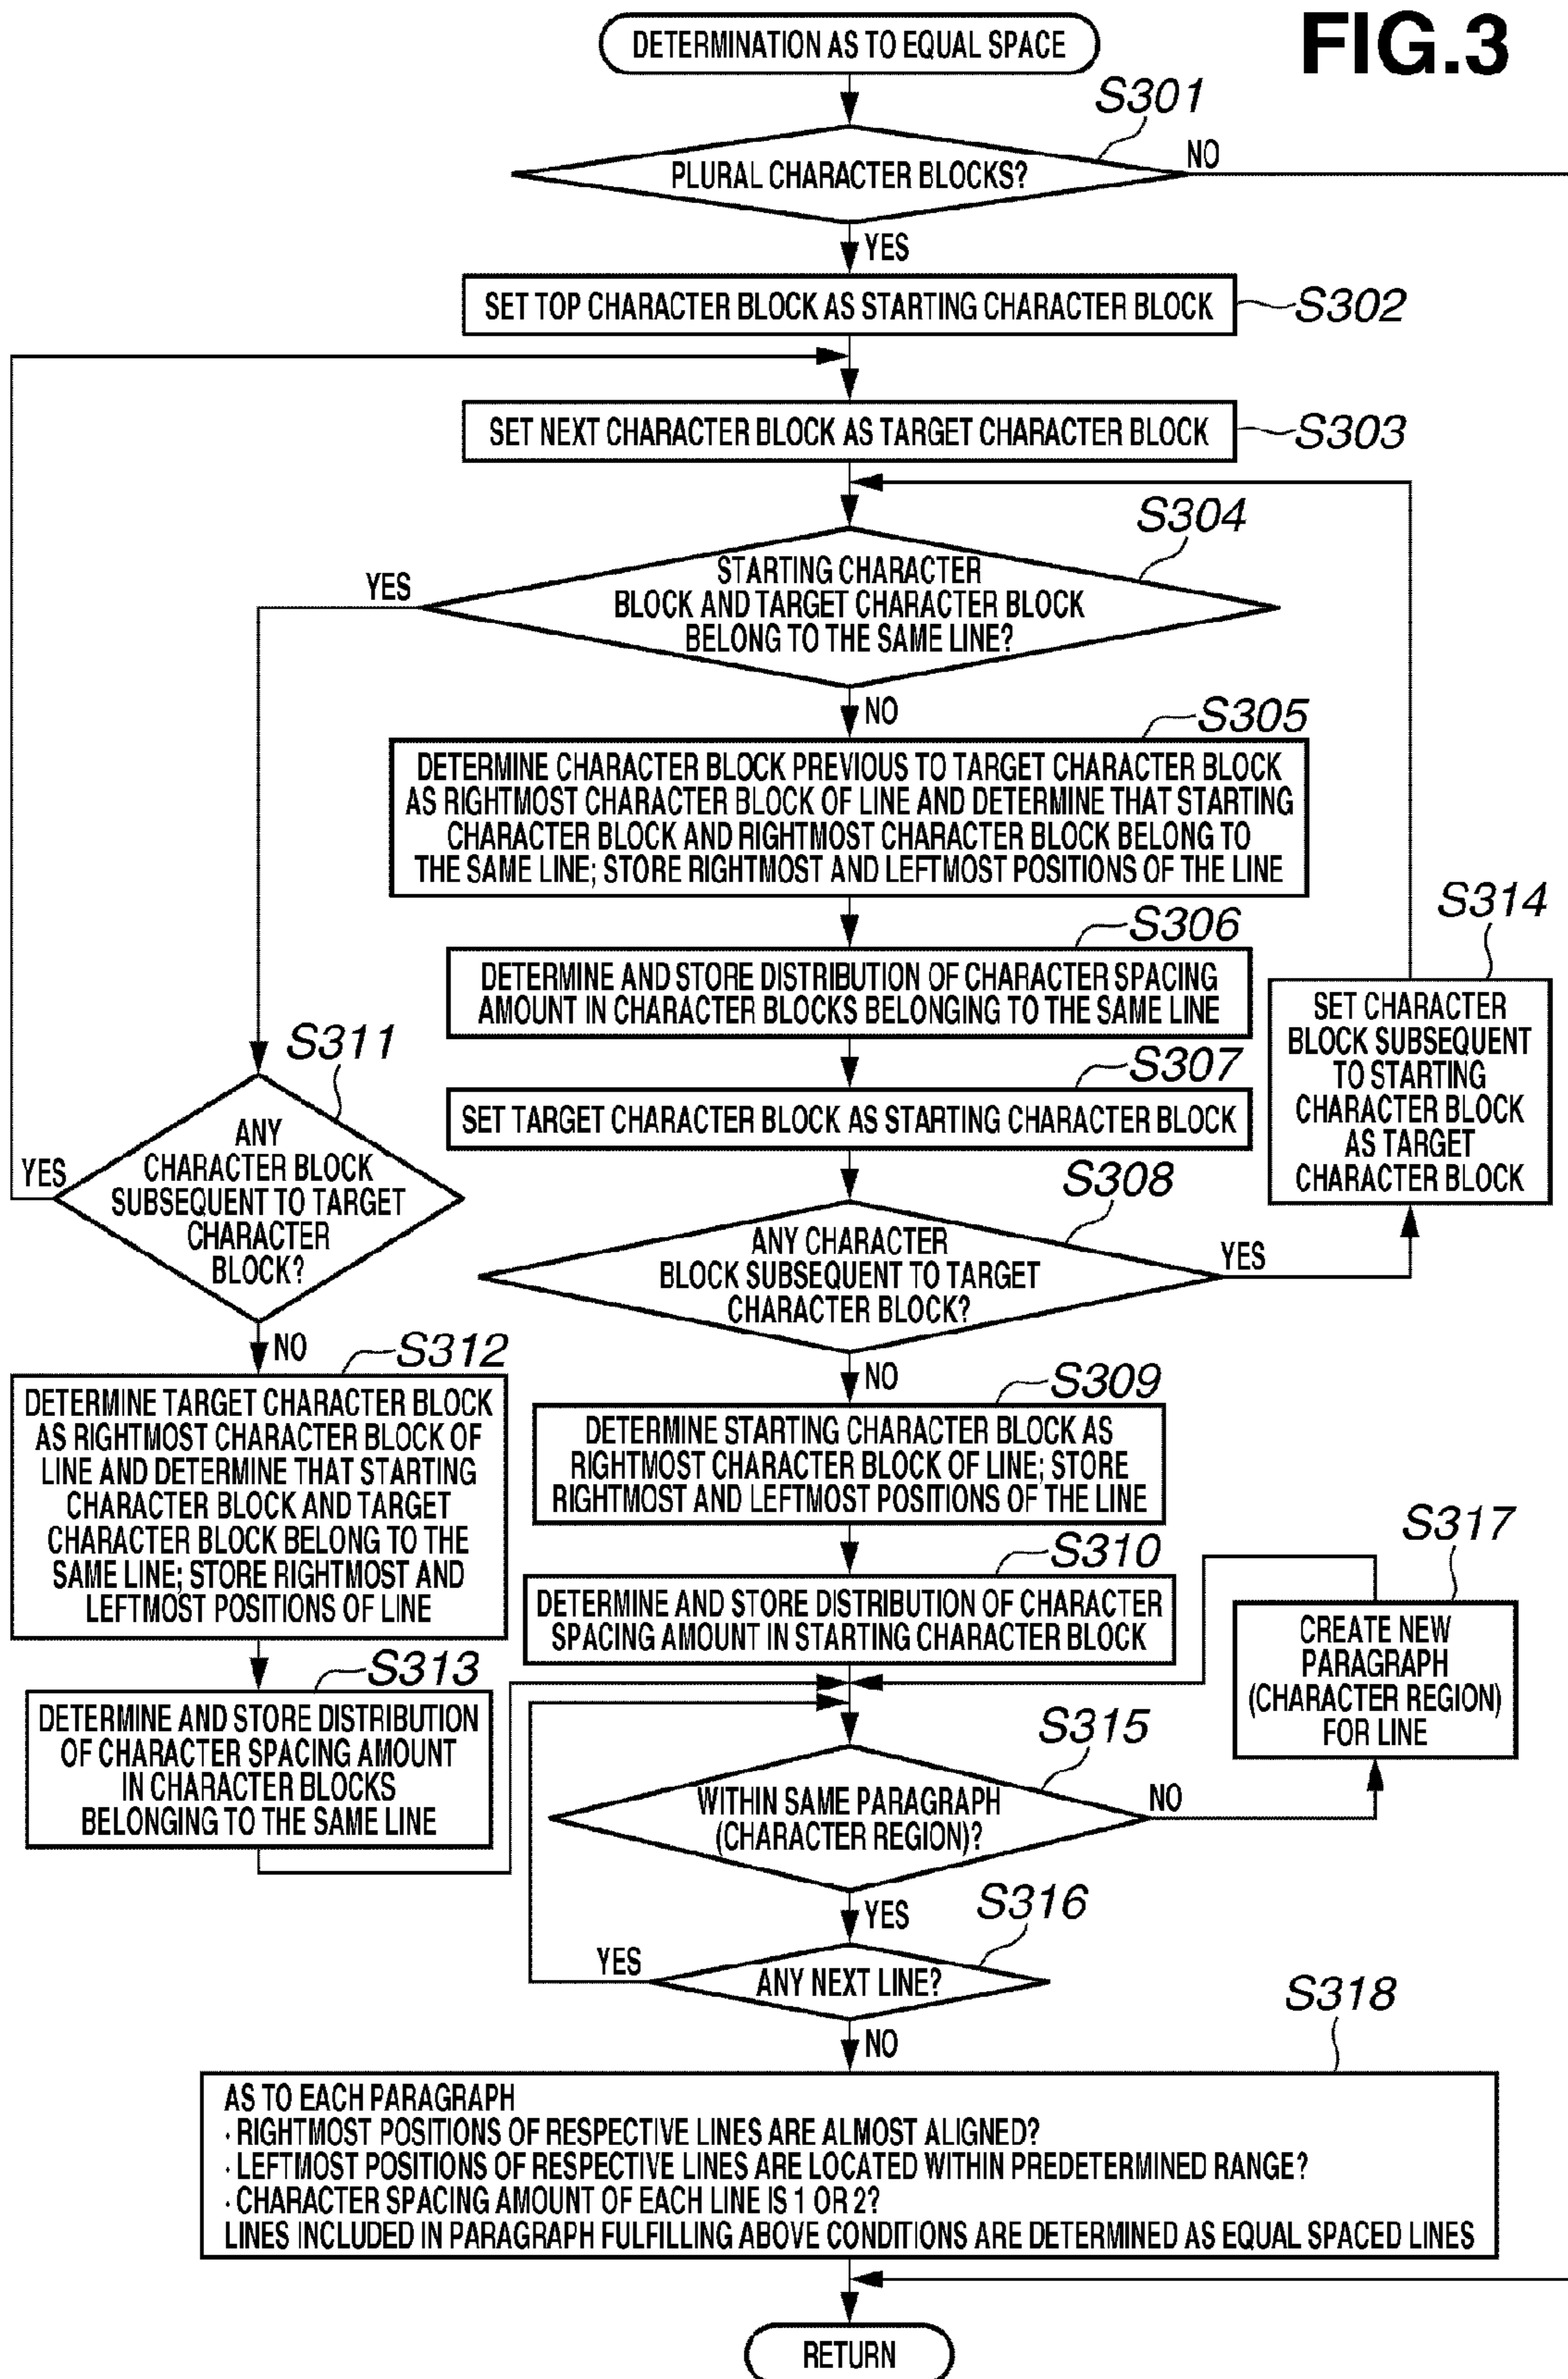 FIG.3
DETERMINATION AS TO EQUAL SPACE
S301
PLURAL CHARACTER BLOCKS?
NO
YES
SET TOP CHARACTER BLOCK AS STARTING CHARACTER BLOCK
S302
SET NEXT CHARACTER BLOCK AS TARGET CHARACTER BLOCK
S303
S304
STARTING CHARACTER
BLOCK AND TARGET CHARACTER BLOCK
BELONG TO THE SAME LINE?
YES
NO
S305
DETERMINE CHARACTER BLOCK PREVIOUS TO TARGET CHARACTER BLOCK
AS RIGHTMOST CHARACTER BLOCK OF LINE AND DETERMINE THAT STARTING
CHARACTER BLOCK AND RIGHTMOST CHARACTER BLOCK BELONG TO
THE SAME LINE; STORE RIGHTMOST AND LEFTMOST POSITIONS OF THE LINE
S306
DETERMINE AND STORE DISTRIBUTION OF CHARACTER SPACING
AMOUNT IN CHARACTER BLOCKS BELONGING TO THE SAME LINE
S307
SET TARGET CHARACTER BLOCK AS STARTING CHARACTER BLOCK
S308
ANY CHARACTER
BLOCK SUBSEQUENT TO TARGET
CHARACTER BLOCK?
YES
NO
S314
SET CHARACTER
BLOCK SUBSEQUENT
TO STARTING
CHARACTER BLOCK
AS TARGET
CHARACTER BLOCK
S311
ANY
CHARACTER BLOCK
SUBSEQUENT TO TARGET
CHARACTER
BLOCK?
YES
NO
S312
DETERMINE TARGET CHARACTER BLOCK
AS RIGHTMOST CHARACTER BLOCK OF
LINE AND DETERMINE THAT STARTING
CHARACTER BLOCK AND TARGET
CHARACTER BLOCK BELONG TO THE
SAME LINE; STORE RIGHTMOST AND
LEFTMOST POSITIONS OF LINE
S313
DETERMINE AND STORE DISTRIBUTION
OF CHARACTER SPACING AMOUNT
IN CHARACTER BLOCKS
BELONGING TO THE SAME LINE
S309
DETERMINE STARTING CHARACTER BLOCK AS
RIGHTMOST CHARACTER BLOCK OF LINE; STORE
RIGHTMOST AND LEFTMOST POSITIONS OF THE LINE
S310
DETERMINE AND STORE DISTRIBUTION OF CHARACTER
SPACING AMOUNT IN STARTING CHARACTER BLOCK
S317
CREATE NEW
PARAGRAPH
(CHARACTER REGION)
FOR LINE
S315
WITHIN SAME PARAGRAPH
(CHARACTER REGION)?
NO
YES
S316
ANY NEXT LINE?
YES
NO
S318
AS TO EACH PARAGRAPH
· RIGHTMOST POSITIONS OF RESPECTIVE LINES ARE ALMOST ALIGNED?
· LEFTMOST POSITIONS OF RESPECTIVE LINES ARE LOCATED WITHIN PREDETERMINED RANGE?
· CHARACTER SPACING AMOUNT OF EACH LINE IS 1 OR 2?
LINES INCLUDED IN PARAGRAPH FULFILLING ABOVE CONDITIONS ARE DETERMINED AS EQUAL SPACED LINES
RETURN